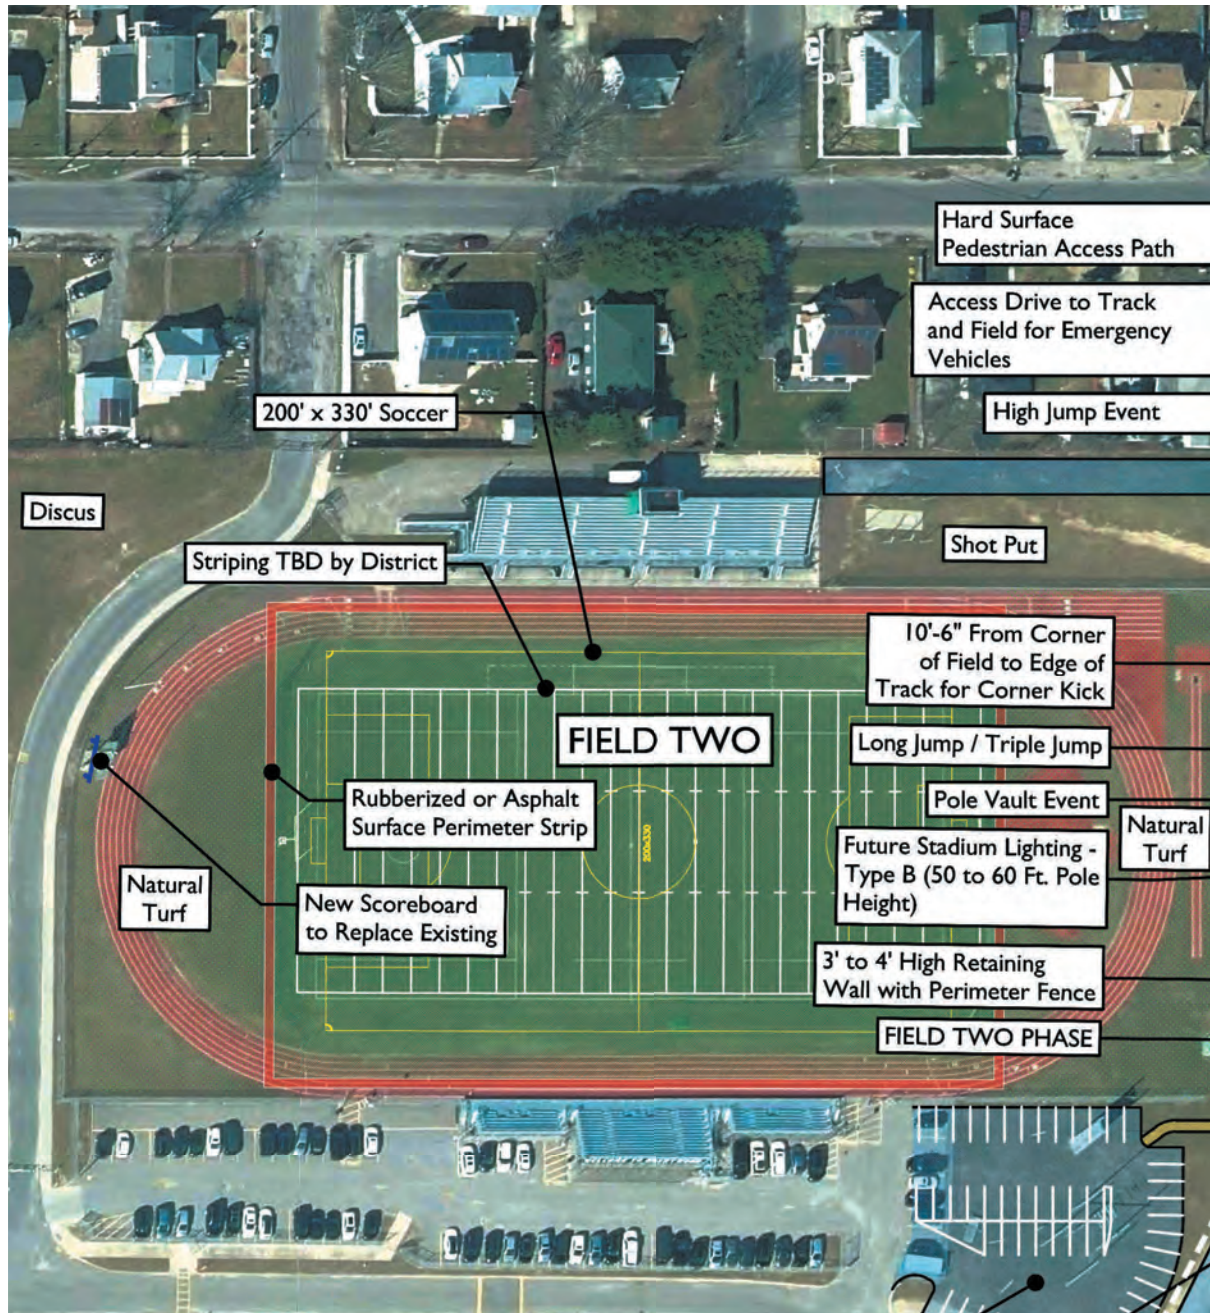 Hard Surface
Pedestrian Access Path
Access Drive to Track
and Field for Emergency
Vehicles
200' x 330' Soccer
High Jump Event
Discus
Shot Put
Striping TBD by District
10'-6" From Corner
of Field to Edge of
Track for Corner Kick
FIELD TWO
Long Jump / Triple Jump
Rubberized or Asphalt
Surface Perimeter Strip
Pole Vault Event
200x330
Natural
Turf
Future Stadium Lighting -
Type B (50 to 60 Ft. Pole
Height)
Natural
Turf
New Scoreboard
to Replace Existing
3' to 4' High Retaining
Wall with Perimeter Fence
FIELD TWO PHASE